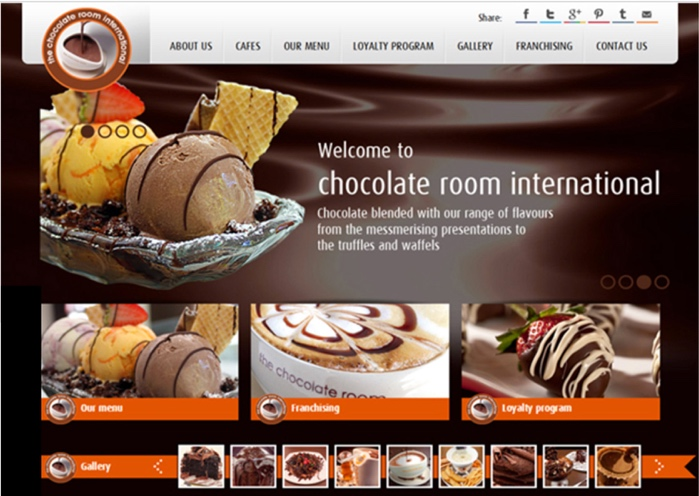 the chocolate room international
Share:
ABOUT US CAFES OUR MENU LOYALTY PROGRAM GALLERY FRANCHISING CONTACT US
Welcome to
chocolate room international
Chocolate blended with our range of flavours
from the messmerising presentations to
the truffles and waffels
the chocolate room
Our menu
Franchising
Loyalty program
Gallery